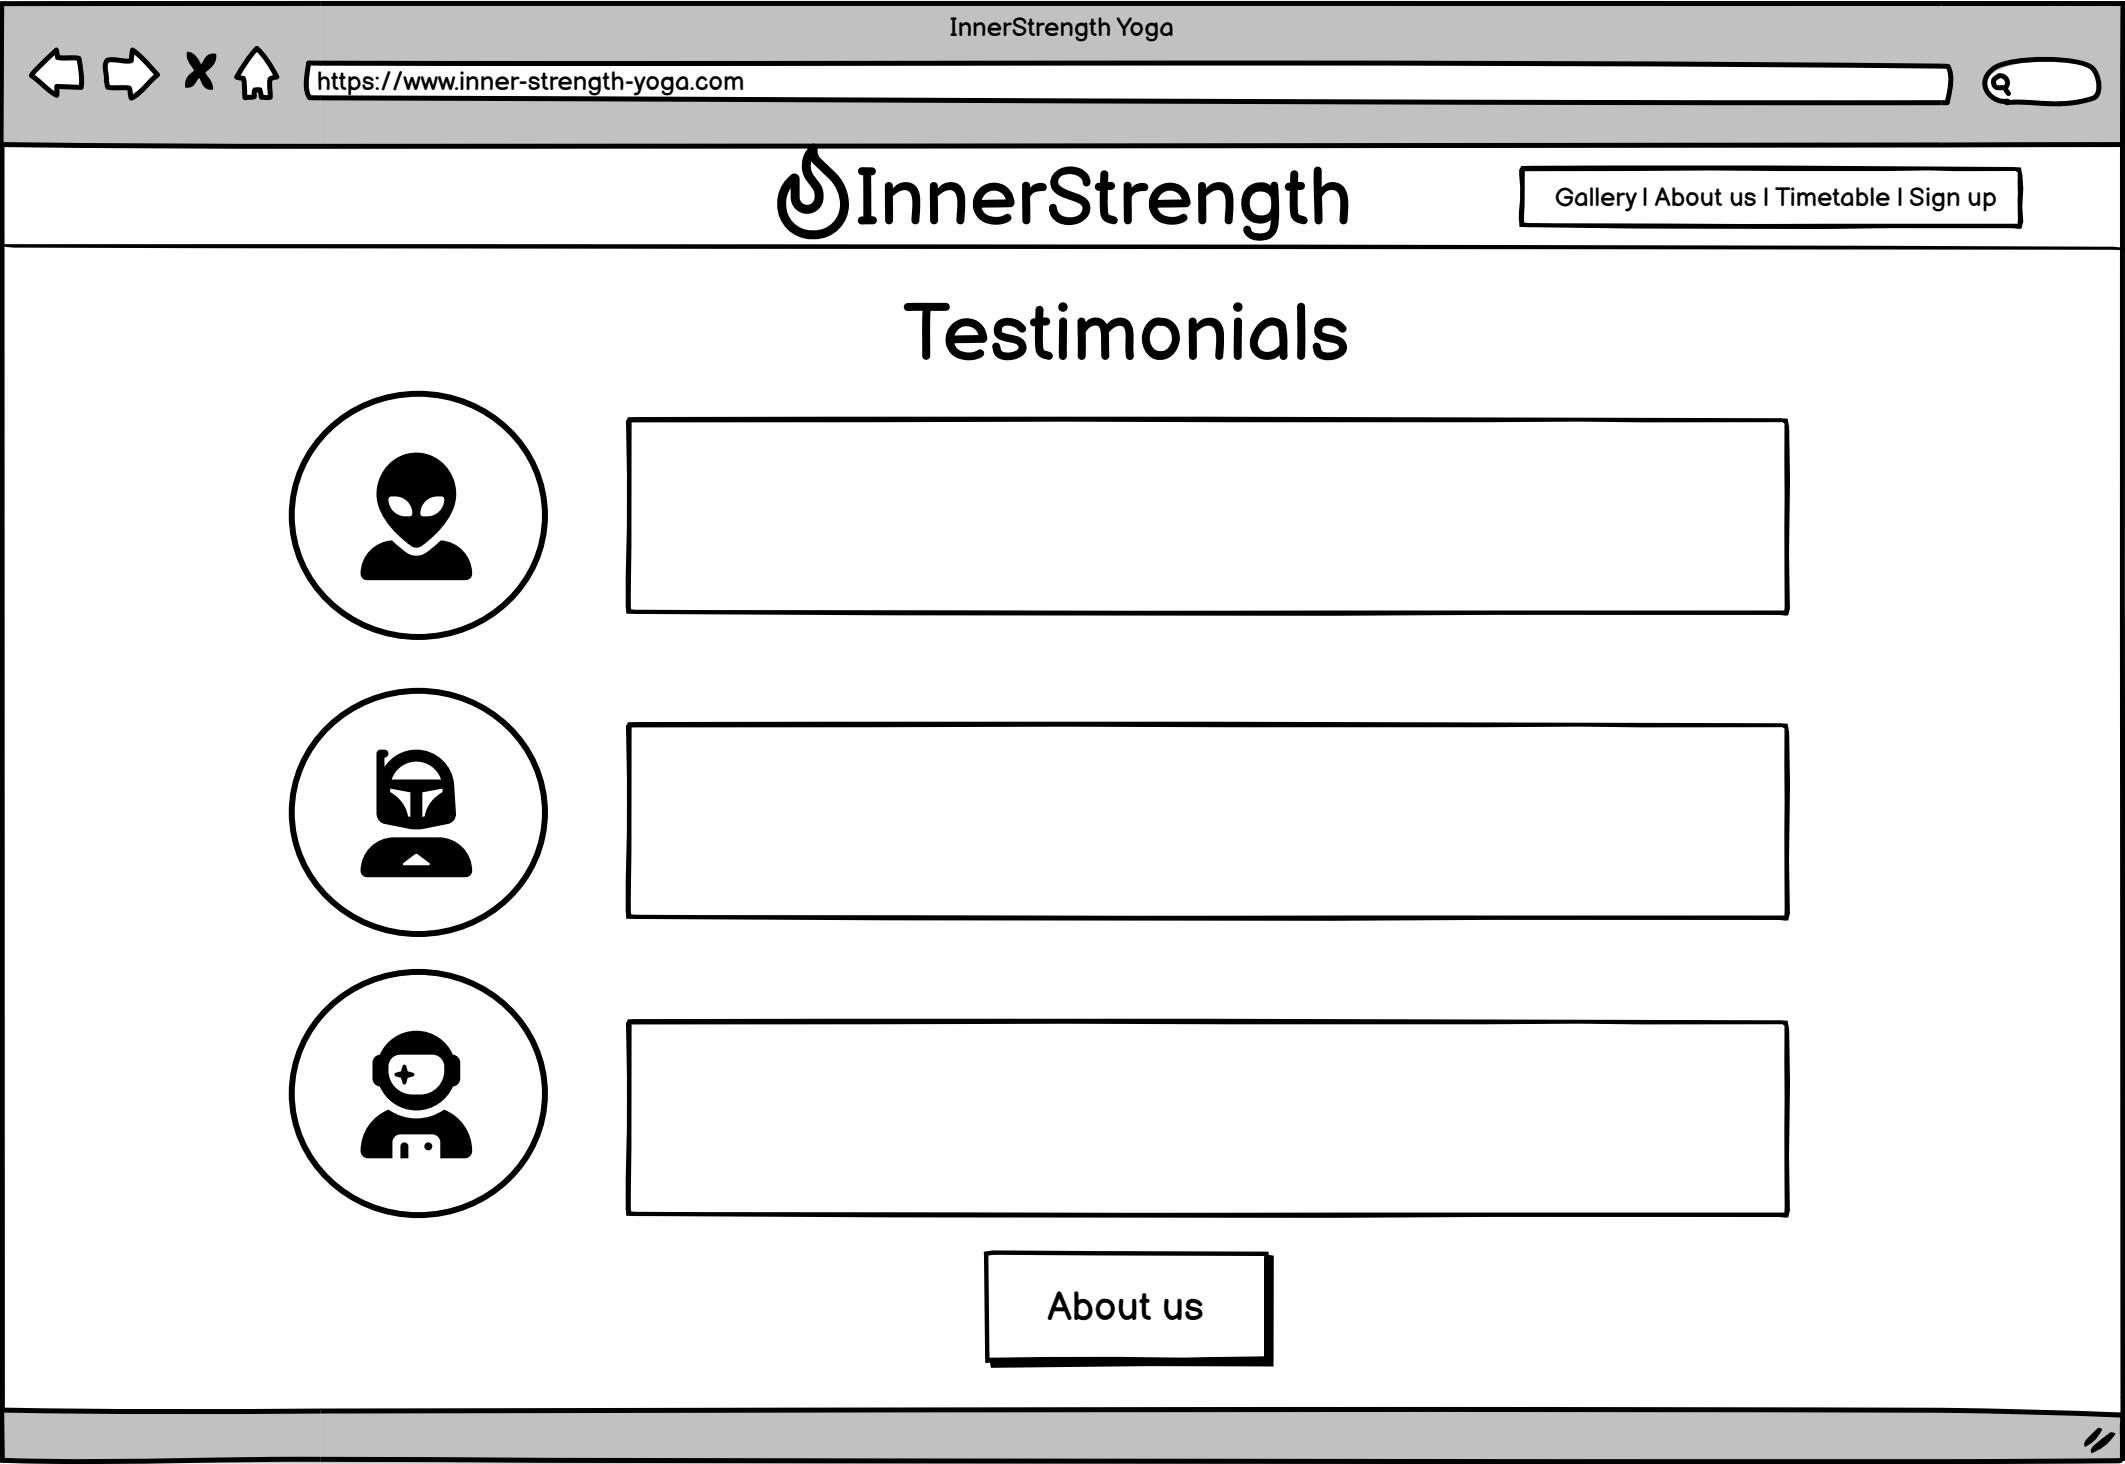 InnerStrength Yoga
https://www.inner-strength-yoga.com
InnerStrength
Gallery | About us | Timetable | Sign up
Testimonials
About us